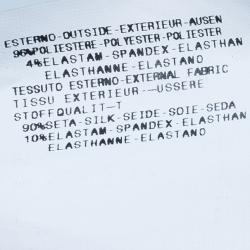 ESTERNO-OUTSIDE-EXTERIEUR-AUSEN
96%POLIESTERE-POLYESTER-POLIESTER
4%ELASTAM-SPANDEX-ELASTHAN
ELASTHANNE-ELASTANO
TESSUTO ESTERNO-EXTERNAL FABRIC
TISSU EXTERIEUR--USSERE
STOFFQUALIT-T
90%SETA-SILK-SEIDE-SOIE-SEDA
10%ELASTAM-SPANDEX-ELASTHAN
ELASTHANNE-ELASTANO